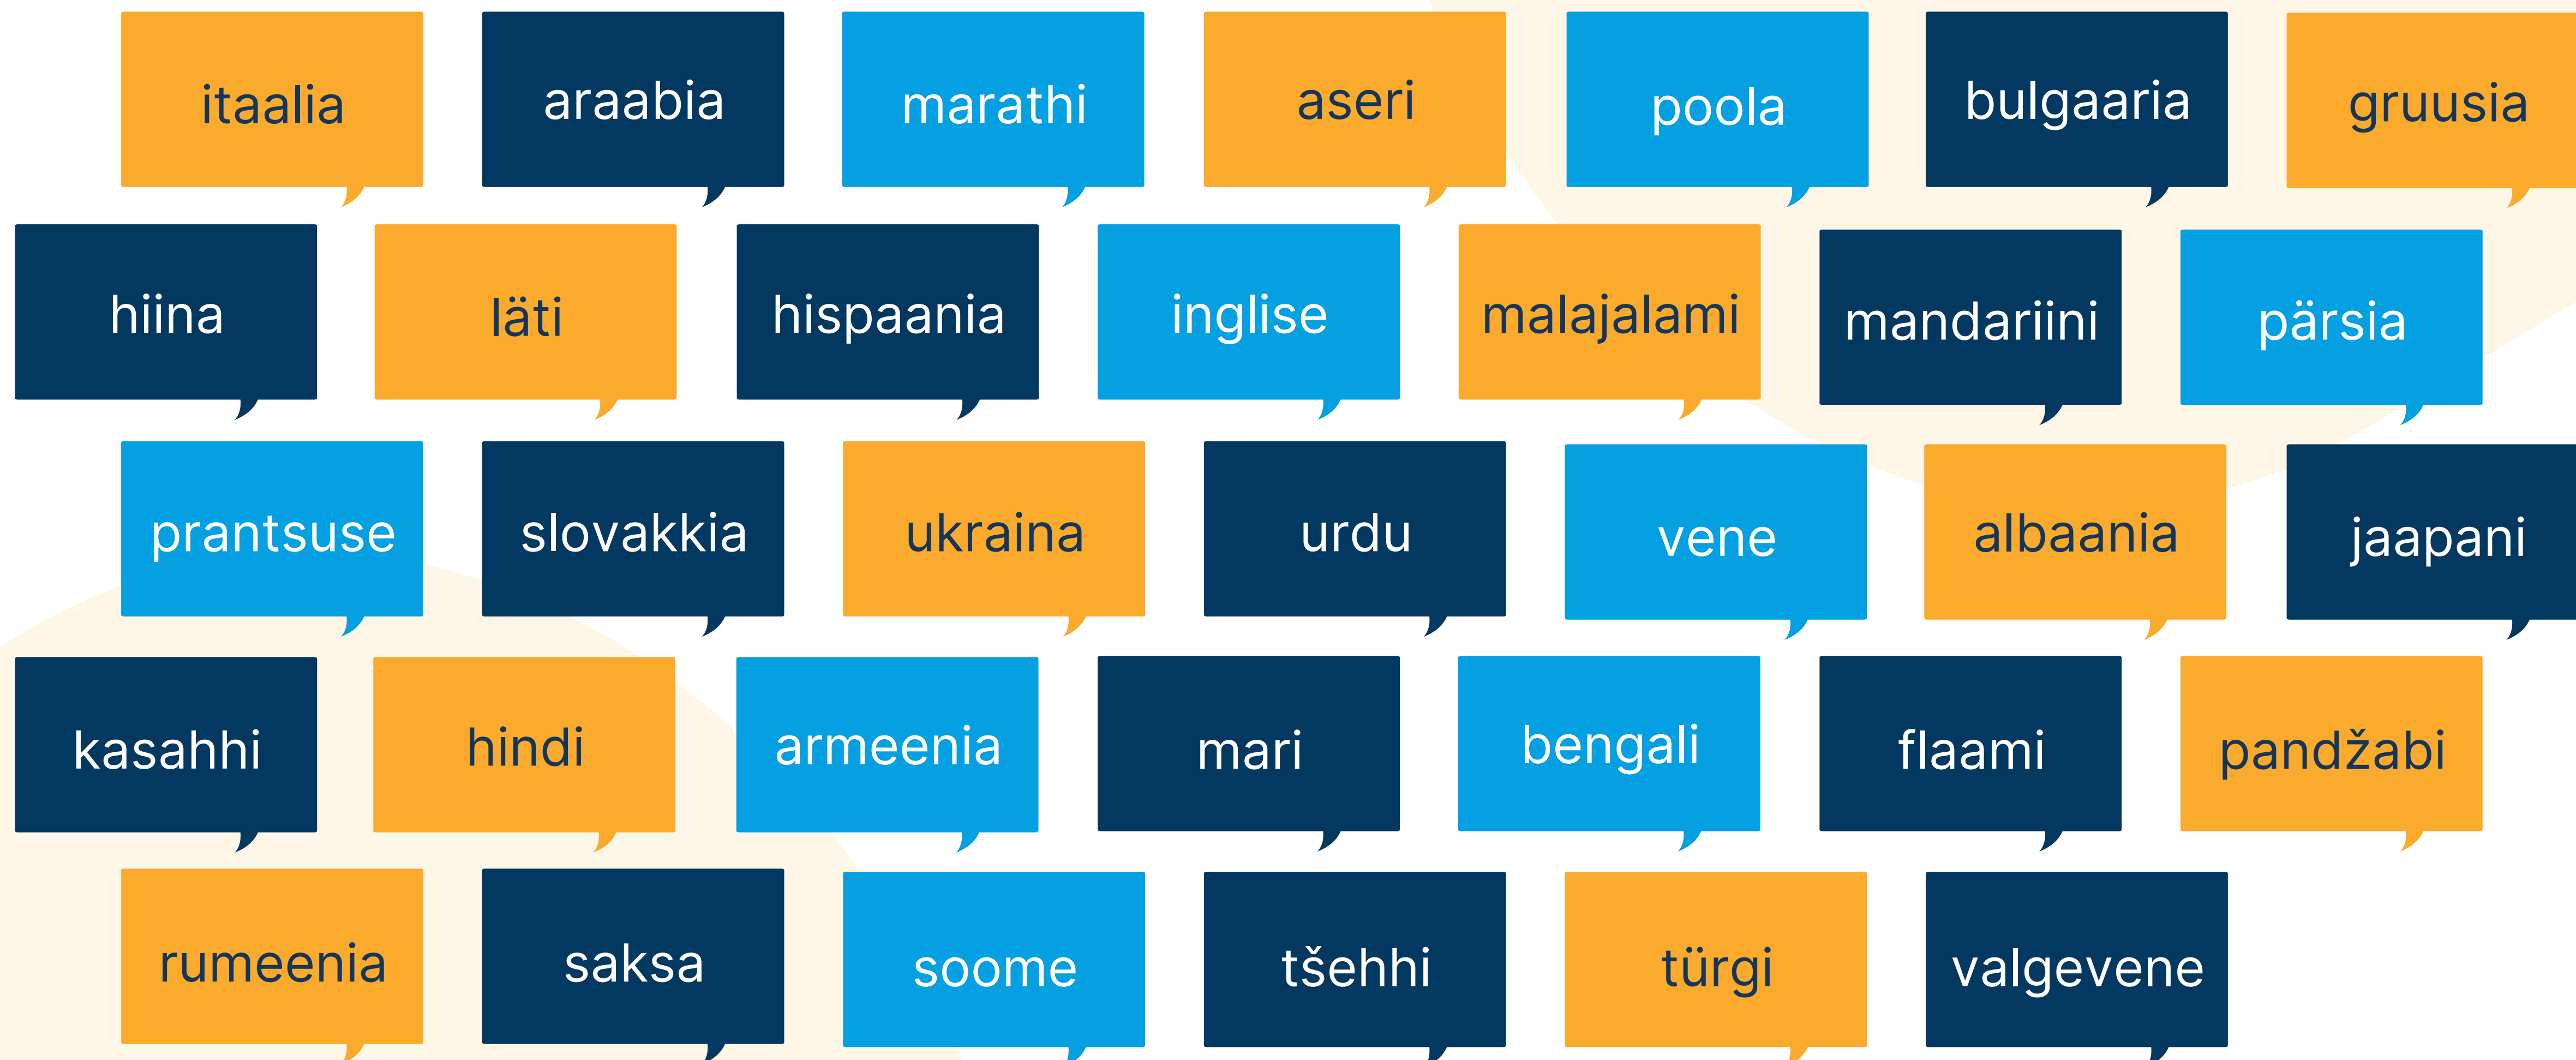 itaalia araabia marathi aseri poola bulgaaria gruusia
hiina läti hispaania inglise malajalami mandariini pärsia
prantsuse slovakkia ukraina urdu vene albaania jaapani
kasahhi hindi armeenia mari bengali flaami pandžabi
rumeenia saksa soome tšehhi türgi valgevene